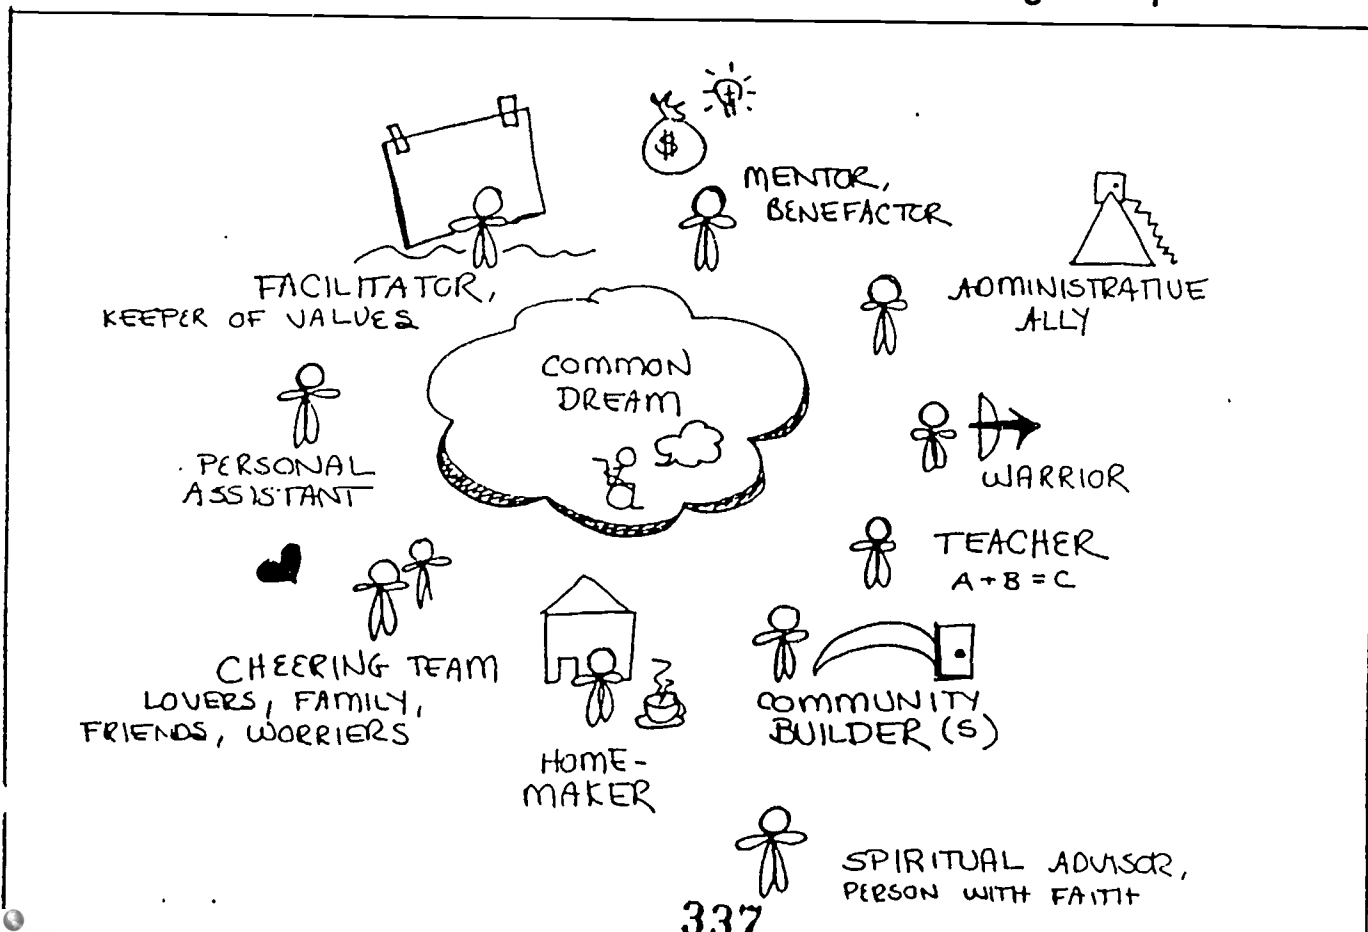 $
MENTOR,
BENEFACTOR
FACILITATOR,
KEEPER OF VALUES
ADMINISTRATIVE
ALLY
COMMON
DREAM
PERSONAL
ASSISTANT
WARRIOR
TEACHER
A + B = C
CHEERING TEAM
LOVERS, FAMILY,
FRIENDS, WORRIERS
COMMUNITY
BUILDER (S)
HOME-
MAKER
SPIRITUAL ADVISOR,
PERSON WITH FAITH
337